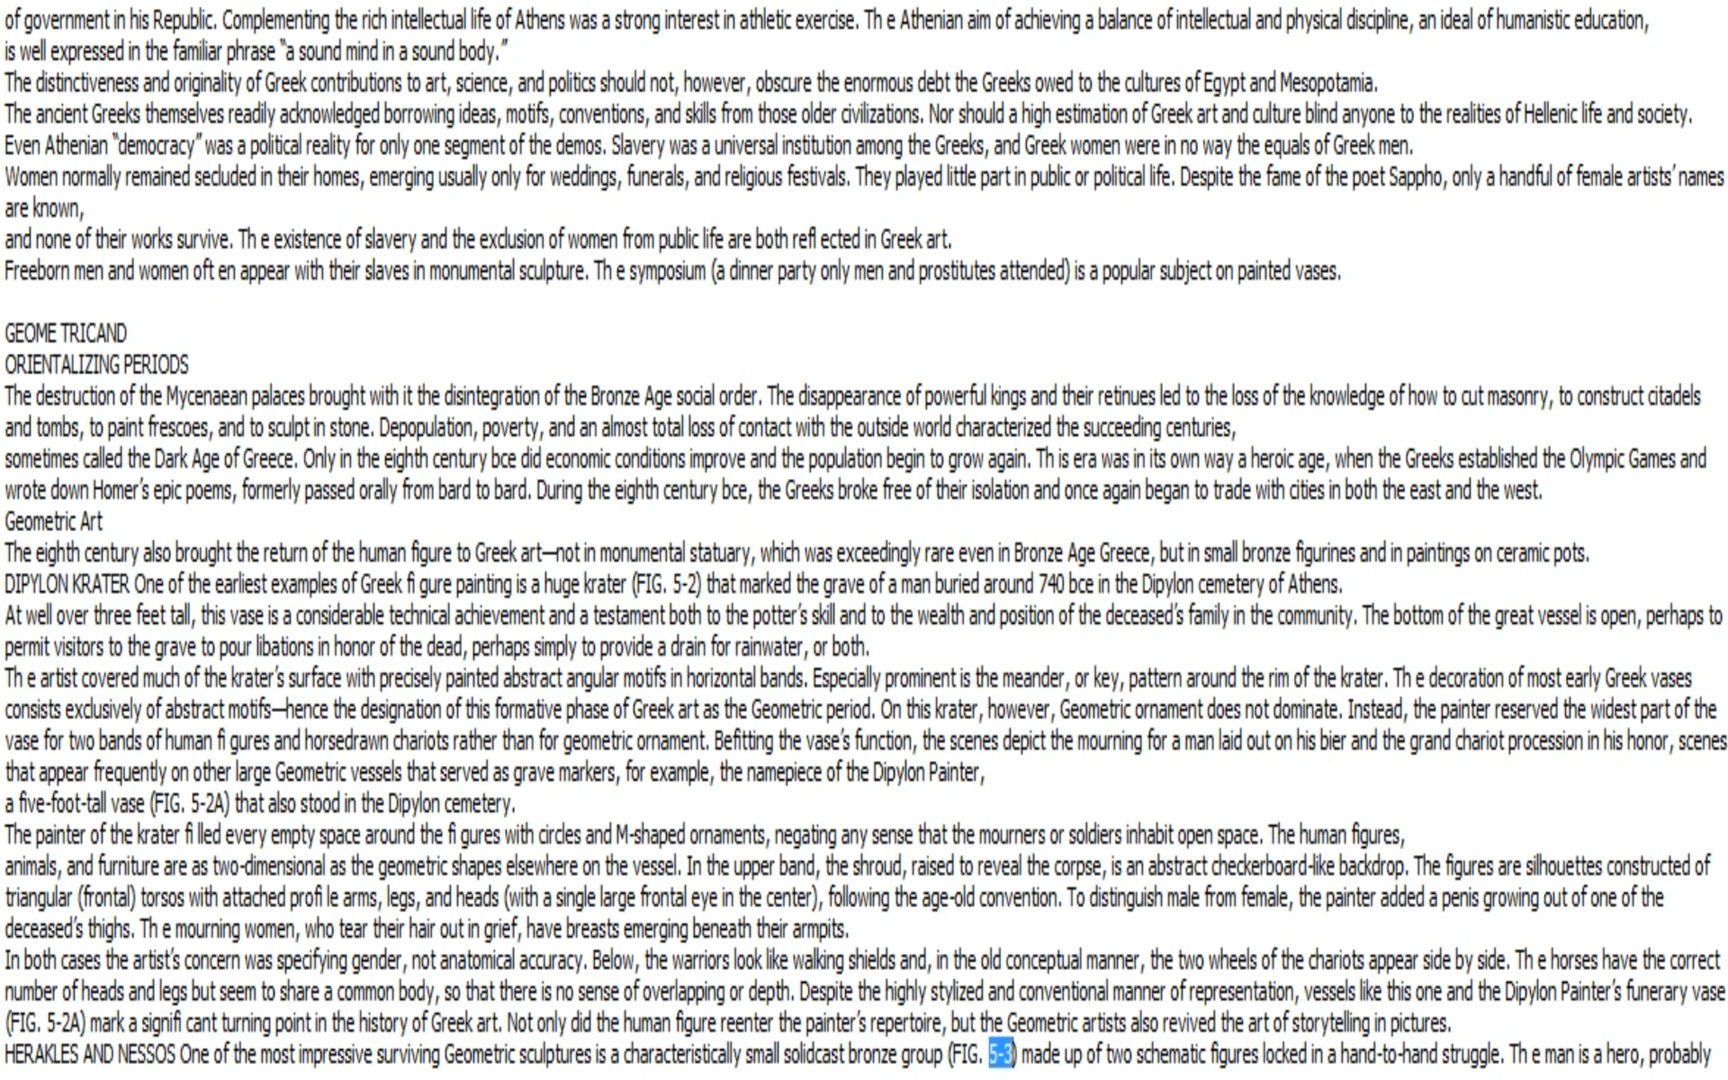 of government in his Republic. Complementing the rich intellectual life of Athens was a strong interest in athletic exercise. Th e Athenian aim of achieving a balance of intellectual and physical discipline, an ideal of humanistic education,
is well expressed in the familiar phrase “a sound mind in a sound body.”
The distinctiveness and originality of Greek contributions to art, science, and politics should not, however, obscure the enormous debt the Greeks owed to the cultures of Egypt and Mesopotamia.
The ancient Greeks themselves readily acknowledged borrowing ideas, motifs, conventions, and skills from those older civilizations. Nor should a high estimation of Greek art and culture blind anyone to the realities of Hellenic life and society.
Even Athenian “democracy” was a political reality for only one segment of the demos. Slavery was a universal institution among the Greeks, and Greek women were in no way the equals of Greek men.
Women normally remained secluded in their homes, emerging usually only for weddings, funerals, and religious festivals. They played little part in public or political life. Despite the fame of the poet Sappho, only a handful of female artists’ names
are known,
and none of their works survive. Th e existence of slavery and the exclusion of women from public life are both refl ected in Greek art.
Freeborn men and women oft en appear with their slaves in monumental sculpture. Th e symposium (a dinner party only men and prostitutes attended) is a popular subject on painted vases.
GEOME TRICAND
ORIENTALIZING PERIODS
The destruction of the Mycenaean palaces brought with it the disintegration of the Bronze Age social order. The disappearance of powerful kings and their retinues led to the loss of the knowledge of how to cut masonry, to construct citadels
and tombs, to paint frescoes, and to sculpt in stone. Depopulation, poverty, and an almost total loss of contact with the outside world characterized the succeeding centuries,
sometimes called the Dark Age of Greece. Only in the eighth century bce did economic conditions improve and the population begin to grow again. Th is era was in its own way a heroic age, when the Greeks established the Olympic Games and
wrote down Homer’s epic poems, formerly passed orally from bard to bard. During the eighth century bce, the Greeks broke free of their isolation and once again began to trade with cities in both the east and the west.
Geometric Art
The eighth century also brought the return of the human figure to Greek art—not in monumental statuary, which was exceedingly rare even in Bronze Age Greece, but in small bronze figurines and in paintings on ceramic pots.
DIPYLON KRATER One of the earliest examples of Greek fi gure painting is a huge krater (FIG. 5-2) that marked the grave of a man buried around 740 bce in the Dipylon cemetery of Athens.
At well over three feet tall, this vase is a considerable technical achievement and a testament both to the potter’s skill and to the wealth and position of the deceased’s family in the community. The bottom of the great vessel is open, perhaps to
permit visitors to the grave to pour libations in honor of the dead, perhaps simply to provide a drain for rainwater, or both.
Th e artist covered much of the krater’s surface with precisely painted abstract angular motifs in horizontal bands. Especially prominent is the meander, or key, pattern around the rim of the krater. Th e decoration of most early Greek vases
consists exclusively of abstract motifs—hence the designation of this formative phase of Greek art as the Geometric period. On this krater, however, Geometric ornament does not dominate. Instead, the painter reserved the widest part of the
vase for two bands of human fi gures and horsedrawn chariots rather than for geometric ornament. Befitting the vase’s function, the scenes depict the mourning for a man laid out on his bier and the grand chariot procession in his honor, scenes
that appear frequently on other large Geometric vessels that served as grave markers, for example, the namepiece of the Dipylon Painter,
a five-foot-tall vase (FIG. 5-2A) that also stood in the Dipylon cemetery.
The painter of the krater fi lled every empty space around the fi gures with circles and M-shaped ornaments, negating any sense that the mourners or soldiers inhabit open space. The human figures,
animals, and furniture are as two-dimensional as the geometric shapes elsewhere on the vessel. In the upper band, the shroud, raised to reveal the corpse, is an abstract checkerboard-like backdrop. The figures are silhouettes constructed of
triangular (frontal) torsos with attached profi le arms, legs, and heads (with a single large frontal eye in the center), following the age-old convention. To distinguish male from female, the painter added a penis growing out of one of the
deceased’s thighs. Th e mourning women, who tear their hair out in grief, have breasts emerging beneath their armpits.
In both cases the artist’s concern was specifying gender, not anatomical accuracy. Below, the warriors look like walking shields and, in the old conceptual manner, the two wheels of the chariots appear side by side. Th e horses have the correct
number of heads and legs but seem to share a common body, so that there is no sense of overlapping or depth. Despite the highly stylized and conventional manner of representation, vessels like this one and the Dipylon Painter’s funerary vase
(FIG. 5-2A) mark a signifi cant turning point in the history of Greek art. Not only did the human figure reenter the painter’s repertoire, but the Geometric artists also revived the art of storytelling in pictures.
HERAKLES AND NESSOS One of the most impressive surviving Geometric sculptures is a characteristically small solidcast bronze group (FIG. 5-3) made up of two schematic figures locked in a hand-to-hand struggle. Th e man is a hero, probably